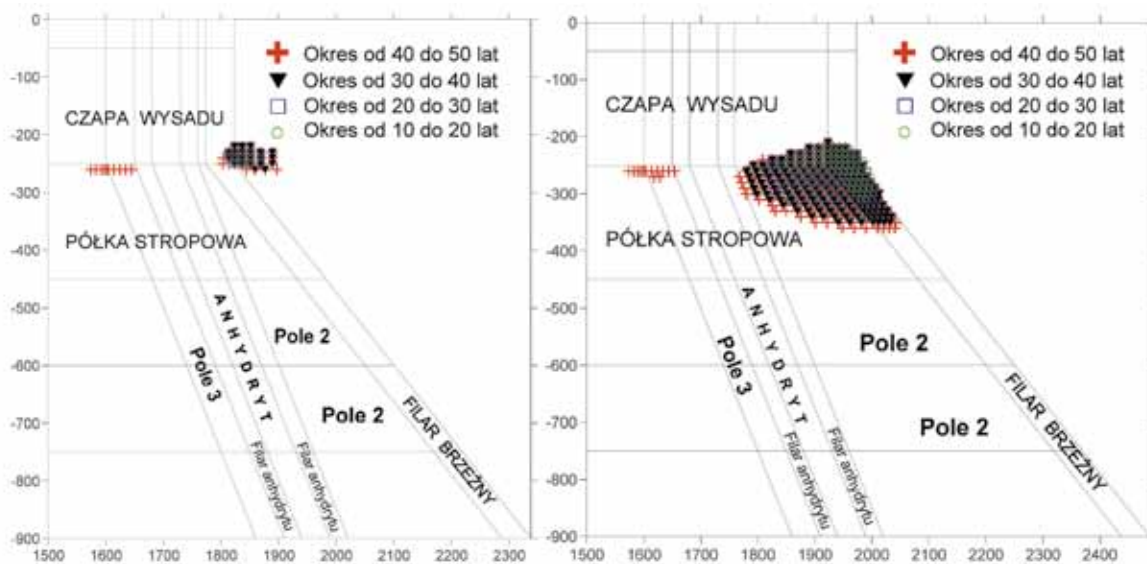 0
-100
-200
-300
-400
-500
-600
-700
-800
-900
1500 1600 1700 1800 1900 2000 2100 2200 2300
Okres od 40 do 50 lat
Okres od 30 do 40 lat
Okres od 20 do 30 lat
Okres od 10 do 20 lat
CZAPA WYSADU
PÓŁKA STROPOWA
ANHYDRYT
Pole 3
Pole 2
Pole 2
Filar anhydrytu
Filar anhydrytu
FILAR BRZEŻNY
0
-100
-200
-300
-400
-500
-600
-700
-800
-900
1500 1600 1700 1800 1900 2000 2100 2200 2300 2400
Okres od 40 do 50 lat
Okres od 30 do 40 lat
Okres od 20 do 30 lat
Okres od 10 do 20 lat
CZAPA WYSADU
PÓŁKA STROPOWA
ANHYDRYT
Pole 3
Pole 2
Pole 2
Filar anhydrytu
Filar anhydrytu
FILAR BRZEŻNY